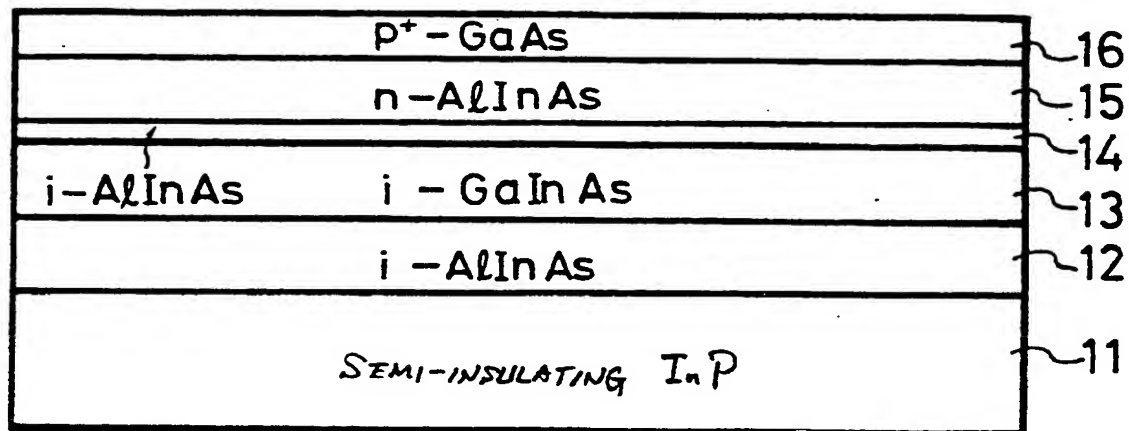 p+-GaAs 16
n-AlInAs 15
14
i-AlInAs i-GaInAs 13
i-AlInAs 12
SEMI-INSULATING InP 11